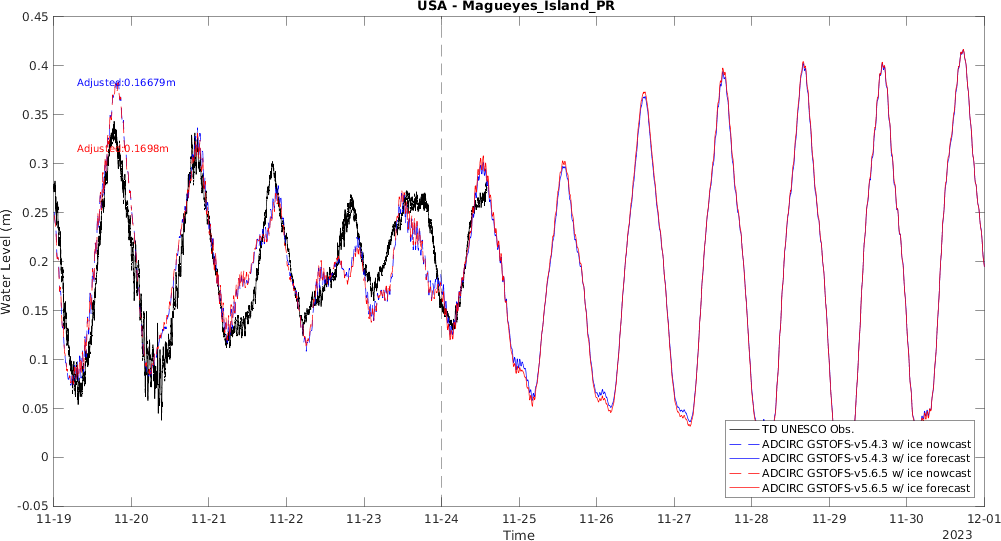 USA - Magueyes_Island_PR
0.45
0.4
0.35
0.3
0.25
0.2
0.15
0.1
0.05
0
-0.05
Water Level (m)
Adjusted:0.16679m
Adjusted:0.1698m
TD UNESCO Obs.
ADCIRC GSTOFS-v5.4.3 w/ ice nowcast
ADCIRC GSTOFS-v5.4.3 w/ ice forecast
ADCIRC GSTOFS-v5.6.5 w/ ice nowcast
ADCIRC GSTOFS-v5.6.5 w/ ice forecast
11-19 11-20 11-21 11-22 11-23 11-24 11-25 11-26 11-27 11-28 11-29 11-30 12-01
Time
2023